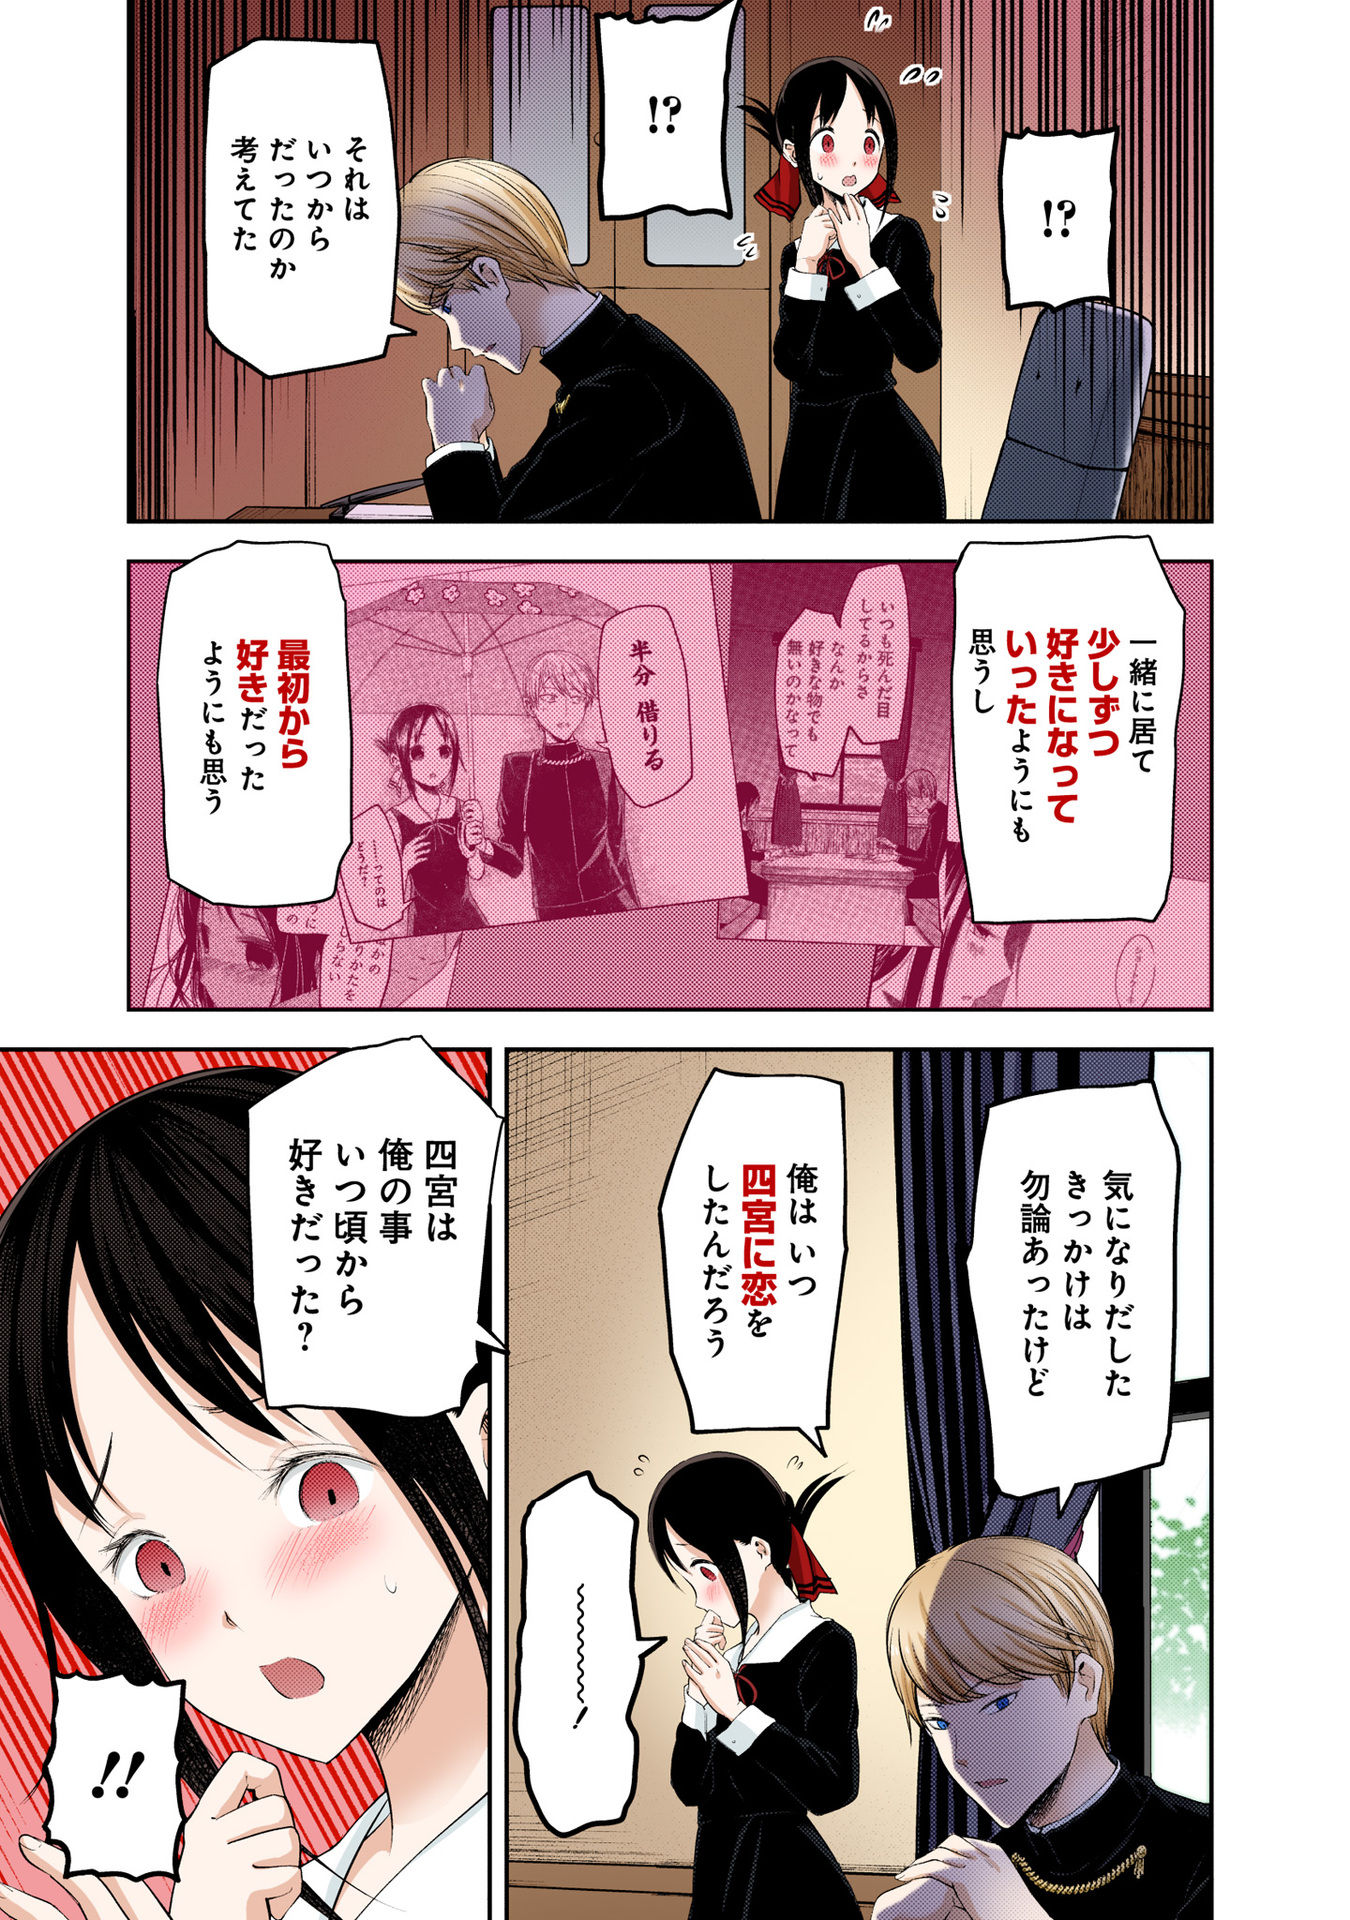 !?
!?
それは
いつから
だったのか
考えてた
一緒に居て
少しずつ
好きになって
いったようにも
思うし
いつも死んだ目
してるからさ
なんか
好きな物でも
無いのかなって
半分 借りる
……ってのは
どうだ?
最初から
好きだった
ようにも思う
気になりだした
きっかけは
勿論あったけど
俺は いつ
四宮に恋を
したんだろう
〜〜〜〜!
四宮は
俺の事
いつ頃から
好きだった?
!!